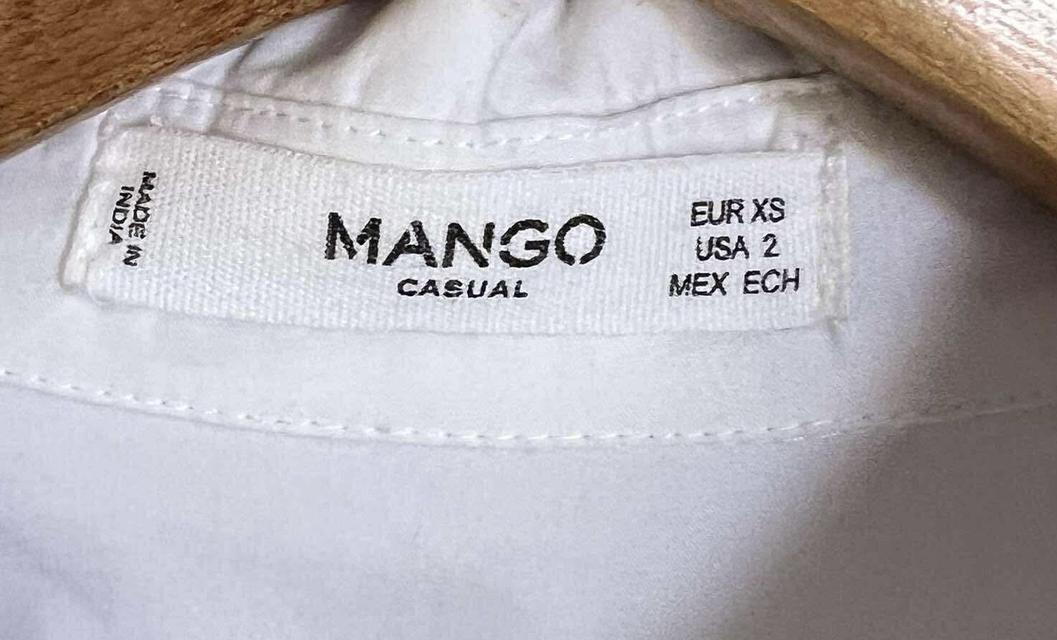 MADE IN
INDIA
MANGO
CASUAL
EUR XS
USA 2
MEX ECH